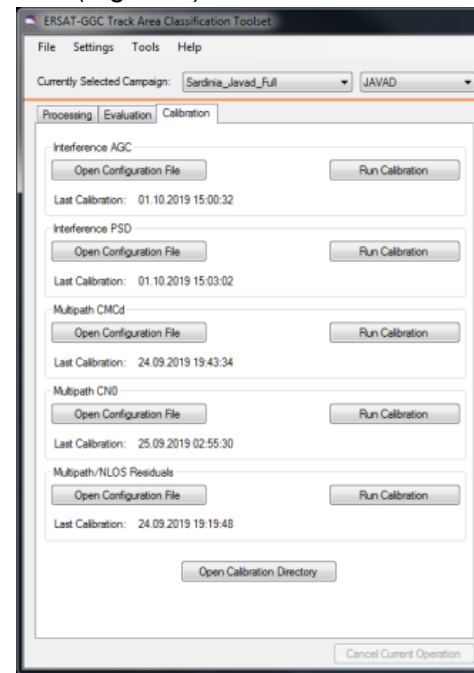 ERSAT-GGC Track Area Classification Toolset
File Settings Tools Help
Currently Selected Campaign: Sardinia_Javad_Full JAVAD
Processing Evaluation Calibration
Interference AGC
Open Configuration File Run Calibration
Last Calibration: 01.10.2019 15:00:32
Interference PSD
Open Configuration File Run Calibration
Last Calibration: 01.10.2019 15:03:02
Multipath CMCd
Open Configuration File Run Calibration
Last Calibration: 24.09.2019 19:43:34
Multipath CN0
Open Configuration File Run Calibration
Last Calibration: 25.09.2019 02:55:30
Multipath/NLOS Residuals
Open Configuration File Run Calibration
Last Calibration: 24.09.2019 19:19:48
Open Calibration Directory
Cancel Current Operation